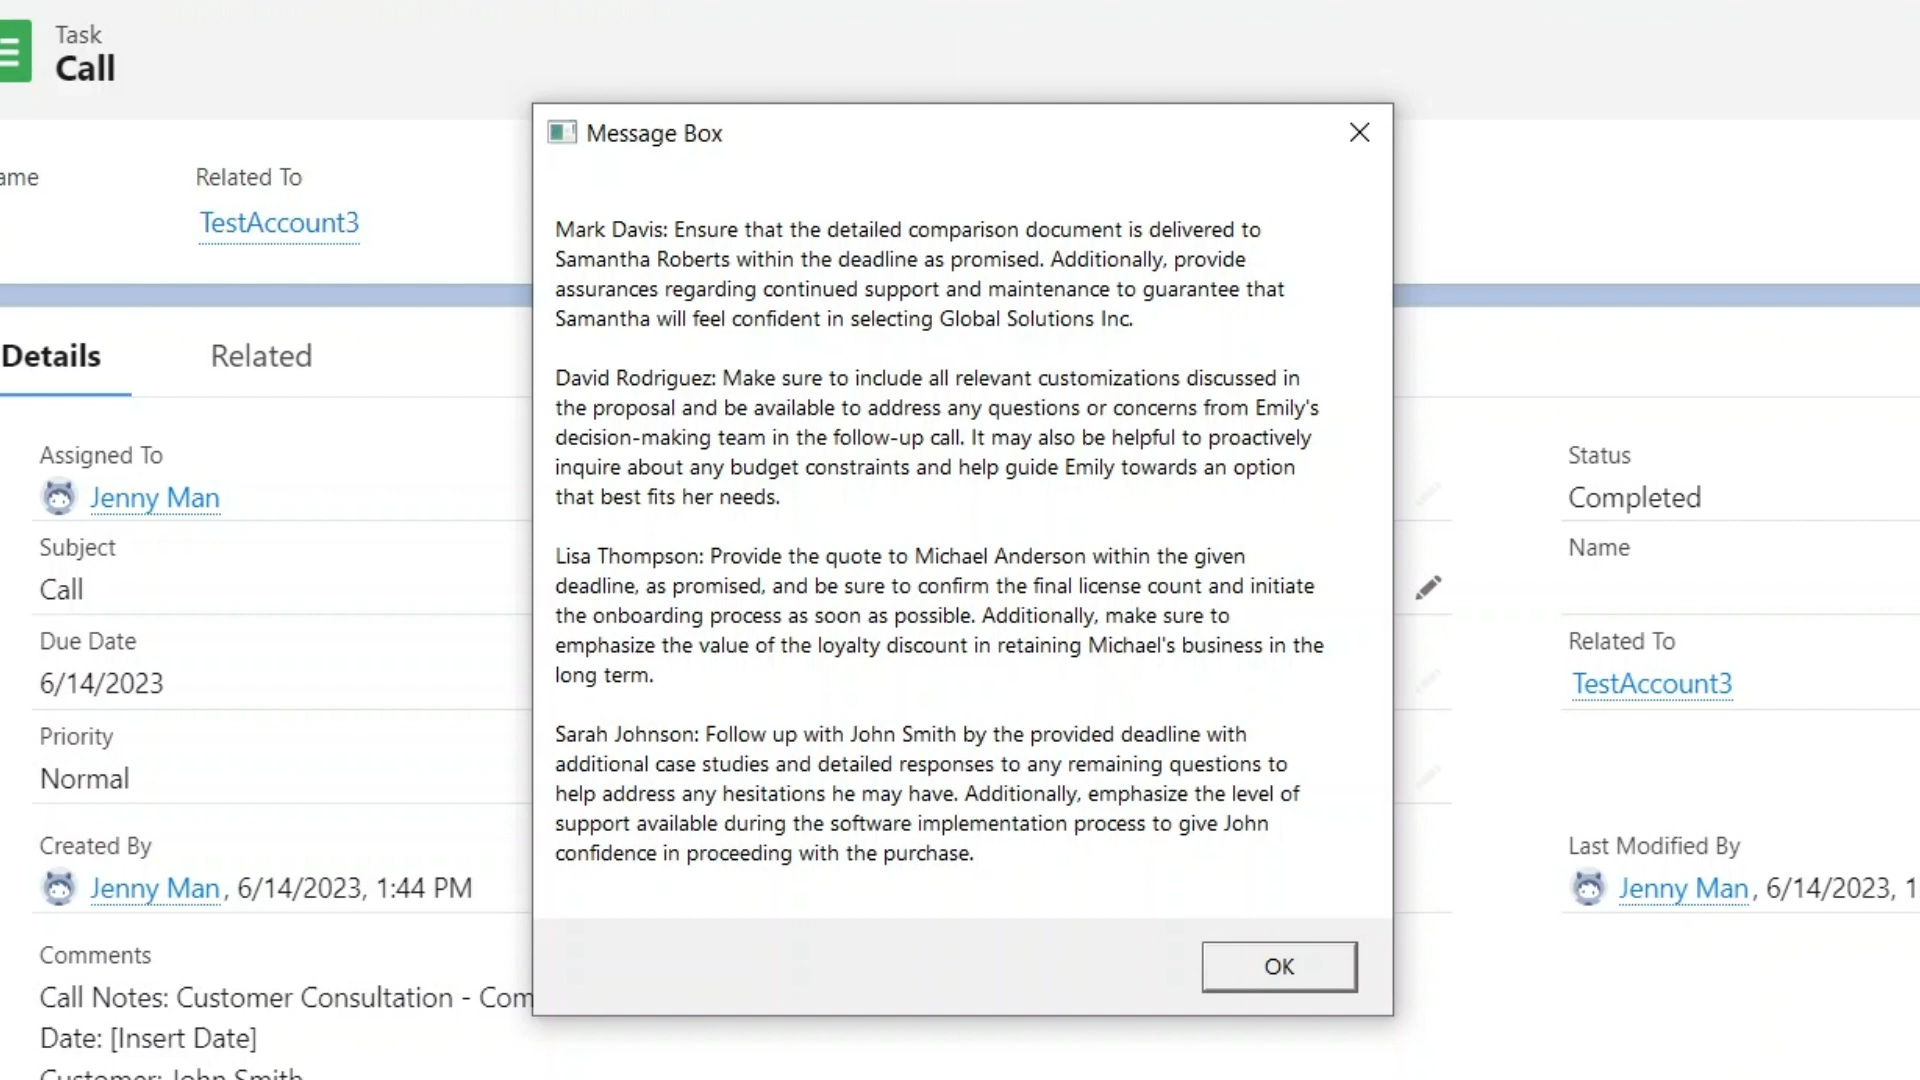 Task
Call
ame
Related To
TestAccount3
Message Box
Mark Davis: Ensure that the detailed comparison document is delivered to
Samantha Roberts within the deadline as promised. Additionally, provide
assurances regarding continued support and maintenance to guarantee that
Samantha will feel confident in selecting Global Solutions Inc.
David Rodriguez: Make sure to include all relevant customizations discussed in
the proposal and be available to address any questions or concerns from Emily's
decision-making team in the follow-up call. It may also be helpful to proactively
inquire about any budget constraints and help guide Emily towards an option
that best fits her needs.
Lisa Thompson: Provide the quote to Michael Anderson within the given
deadline, as promised, and be sure to confirm the final license count and initiate
the onboarding process as soon as possible. Additionally, make sure to
emphasize the value of the loyalty discount in retaining Michael's business in the
long term.
Sarah Johnson: Follow up with John Smith by the provided deadline with
additional case studies and detailed responses to any remaining questions to
help address any hesitations he may have. Additionally, emphasize the level of
support available during the software implementation process to give John
confidence in proceeding with the purchase.
OK
Details
Related
Assigned To
Jenny Man
Subject
Call
Due Date
6/14/2023
Priority
Normal
Created By
Jenny Man, 6/14/2023, 1:44 PM
Comments
Call Notes: Customer Consultation - Com
Date: [Insert Date]
Customer: John Smith
Status
Completed
Name
Related To
TestAccount3
Last Modified By
Jenny Man, 6/14/2023, 1